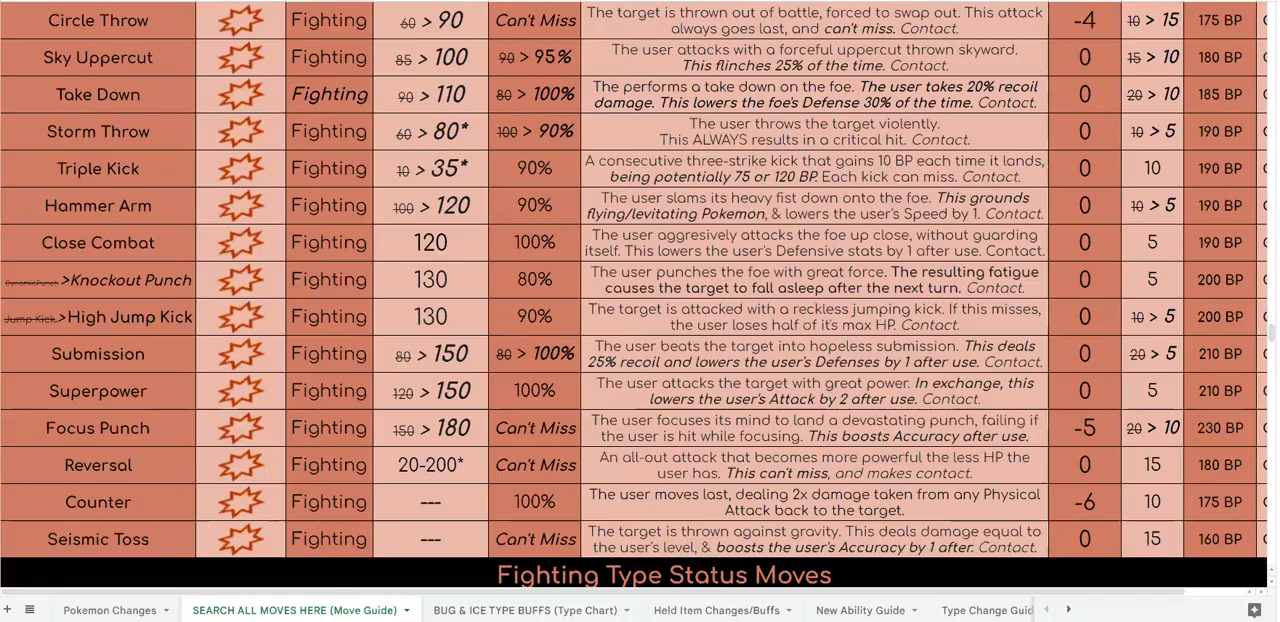 Circle Throw Fighting 60 > 90 Can't Miss The target is thrown out of battle, forced to swap out. This attack -4 10 > 15 175 BP
always goes last, and can't miss. Contact.
Sky Uppercut Fighting 85 > 100 90 > 95% The user attacks with a forceful uppercut thrown skyward. 0 15 > 10 180 BP
This flinches 25% of the time. Contact.
Take Down Fighting 90 > 110 80 > 100% The performs a take down on the foe. The user takes 20% recoil 0 20 > 10 185 BP
damage. This lowers the foe's Defense 30% of the time. Contact.
Storm Throw Fighting 60 > 80* 100 > 90% The user throws the target violently. 0 10 > 5 190 BP
This ALWAYS results in a critical hit. Contact.
Triple Kick Fighting 10 > 35* 90% A consecutive three-strike kick that gains 10 BP each time it lands, 0 10 190 BP
being potentially 75 or 120 BP. Each kick can miss. Contact.
Hammer Arm Fighting 100 > 120 90% The user slams its heavy fist down onto the foe. This grounds 0 10 > 5 190 BP
flying/levitating Pokemon, & lowers the user's Speed by 1. Contact.
Close Combat Fighting 120 100% The user aggresively attacks the foe up close, without guarding 0 5 190 BP
itself. This lowers the user's Defensive stats by 1 after use. Contact.
DynamicPunch >Knockout Punch Fighting 130 80% The user punches the foe with great force. The resulting fatigue 0 5 200 BP
causes the target to fall asleep after the next turn. Contact.
Jump Kick >High Jump Kick Fighting 130 90% The target is attacked with a reckless jumping kick. If this misses, 0 10 > 5 200 BP
the user loses half of it's max HP. Contact.
Submission Fighting 80 > 150 80 > 100% The user beats the target into hopeless submission. This deals 0 20 > 5 210 BP
25% recoil and lowers the user's Defenses by 1 after use. Contact.
Superpower Fighting 120 > 150 100% The user attacks the target with great power. In exchange, this 0 5 210 BP
lowers the user's Attack by 2 after use. Contact.
Focus Punch Fighting 150 > 180 Can't Miss The user focuses its mind to land a devastating punch, failing if -5 20 > 10 230 BP
the user is hit while focusing. This boosts Accuracy after use.
Reversal Fighting 20-200* Can't Miss An all-out attack that becomes more powerful the less HP the 0 15 180 BP
user has. This can't miss, and makes contact.
Counter Fighting --- 100% The user moves last, dealing 2x damage taken from any Physical -6 10 175 BP
Attack back to the target.
Seismic Toss Fighting --- Can't Miss The target is thrown against gravity. This deals damage equal to 0 15 160 BP
the user's level, & boosts the user's Accuracy by 1 after. Contact.
Fighting Type Status Moves
Pokemon Changes SEARCH ALL MOVES HERE (Move Guide) BUG & ICE TYPE BUFFS (Type Chart) Held Item Changes/Buffs New Ability Guide Type Change Guid